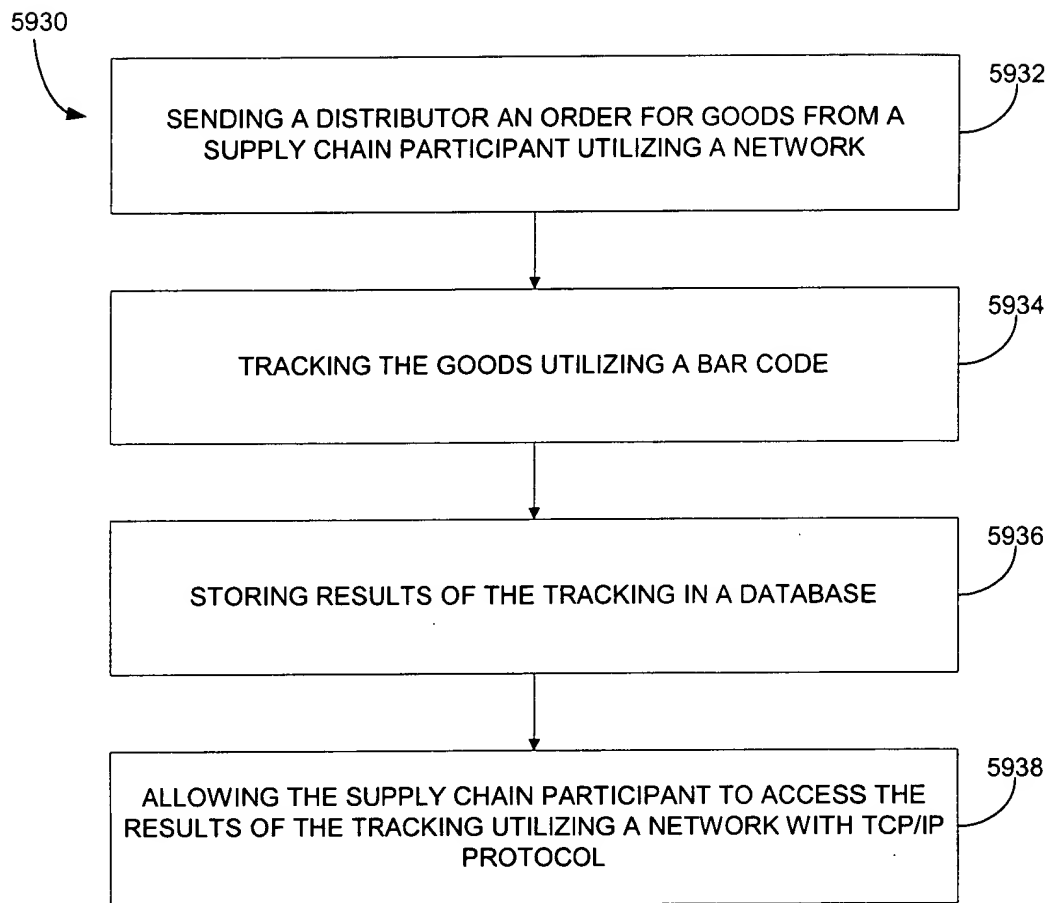 5930
5932
SENDING A DISTRIBUTOR AN ORDER FOR GOODS FROM A
SUPPLY CHAIN PARTICIPANT UTILIZING A NETWORK
5934
TRACKING THE GOODS UTILIZING A BAR CODE
5936
STORING RESULTS OF THE TRACKING IN A DATABASE
5938
ALLOWING THE SUPPLY CHAIN PARTICIPANT TO ACCESS THE
RESULTS OF THE TRACKING UTILIZING A NETWORK WITH TCP/IP
PROTOCOL